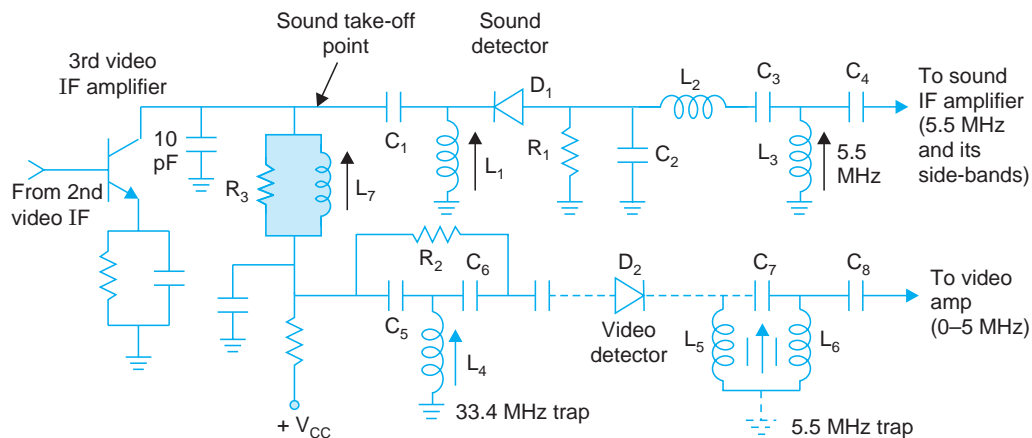 Sound take-off
point
Sound
detector
3rd video
IF amplifier
D1
L2
C3
C4
To sound
IF amplifier
(5.5 MHz
and its
side-bands)
10
pF
C1
L1
R1
C2
L3
5.5
MHz
From 2nd
video IF
R3
L7
R2
C6
D2
C7
C8
To video
amp
(0–5 MHz)
C5
L4
Video
detector
L5
L6
+ VCC
33.4 MHz trap
5.5 MHz trap